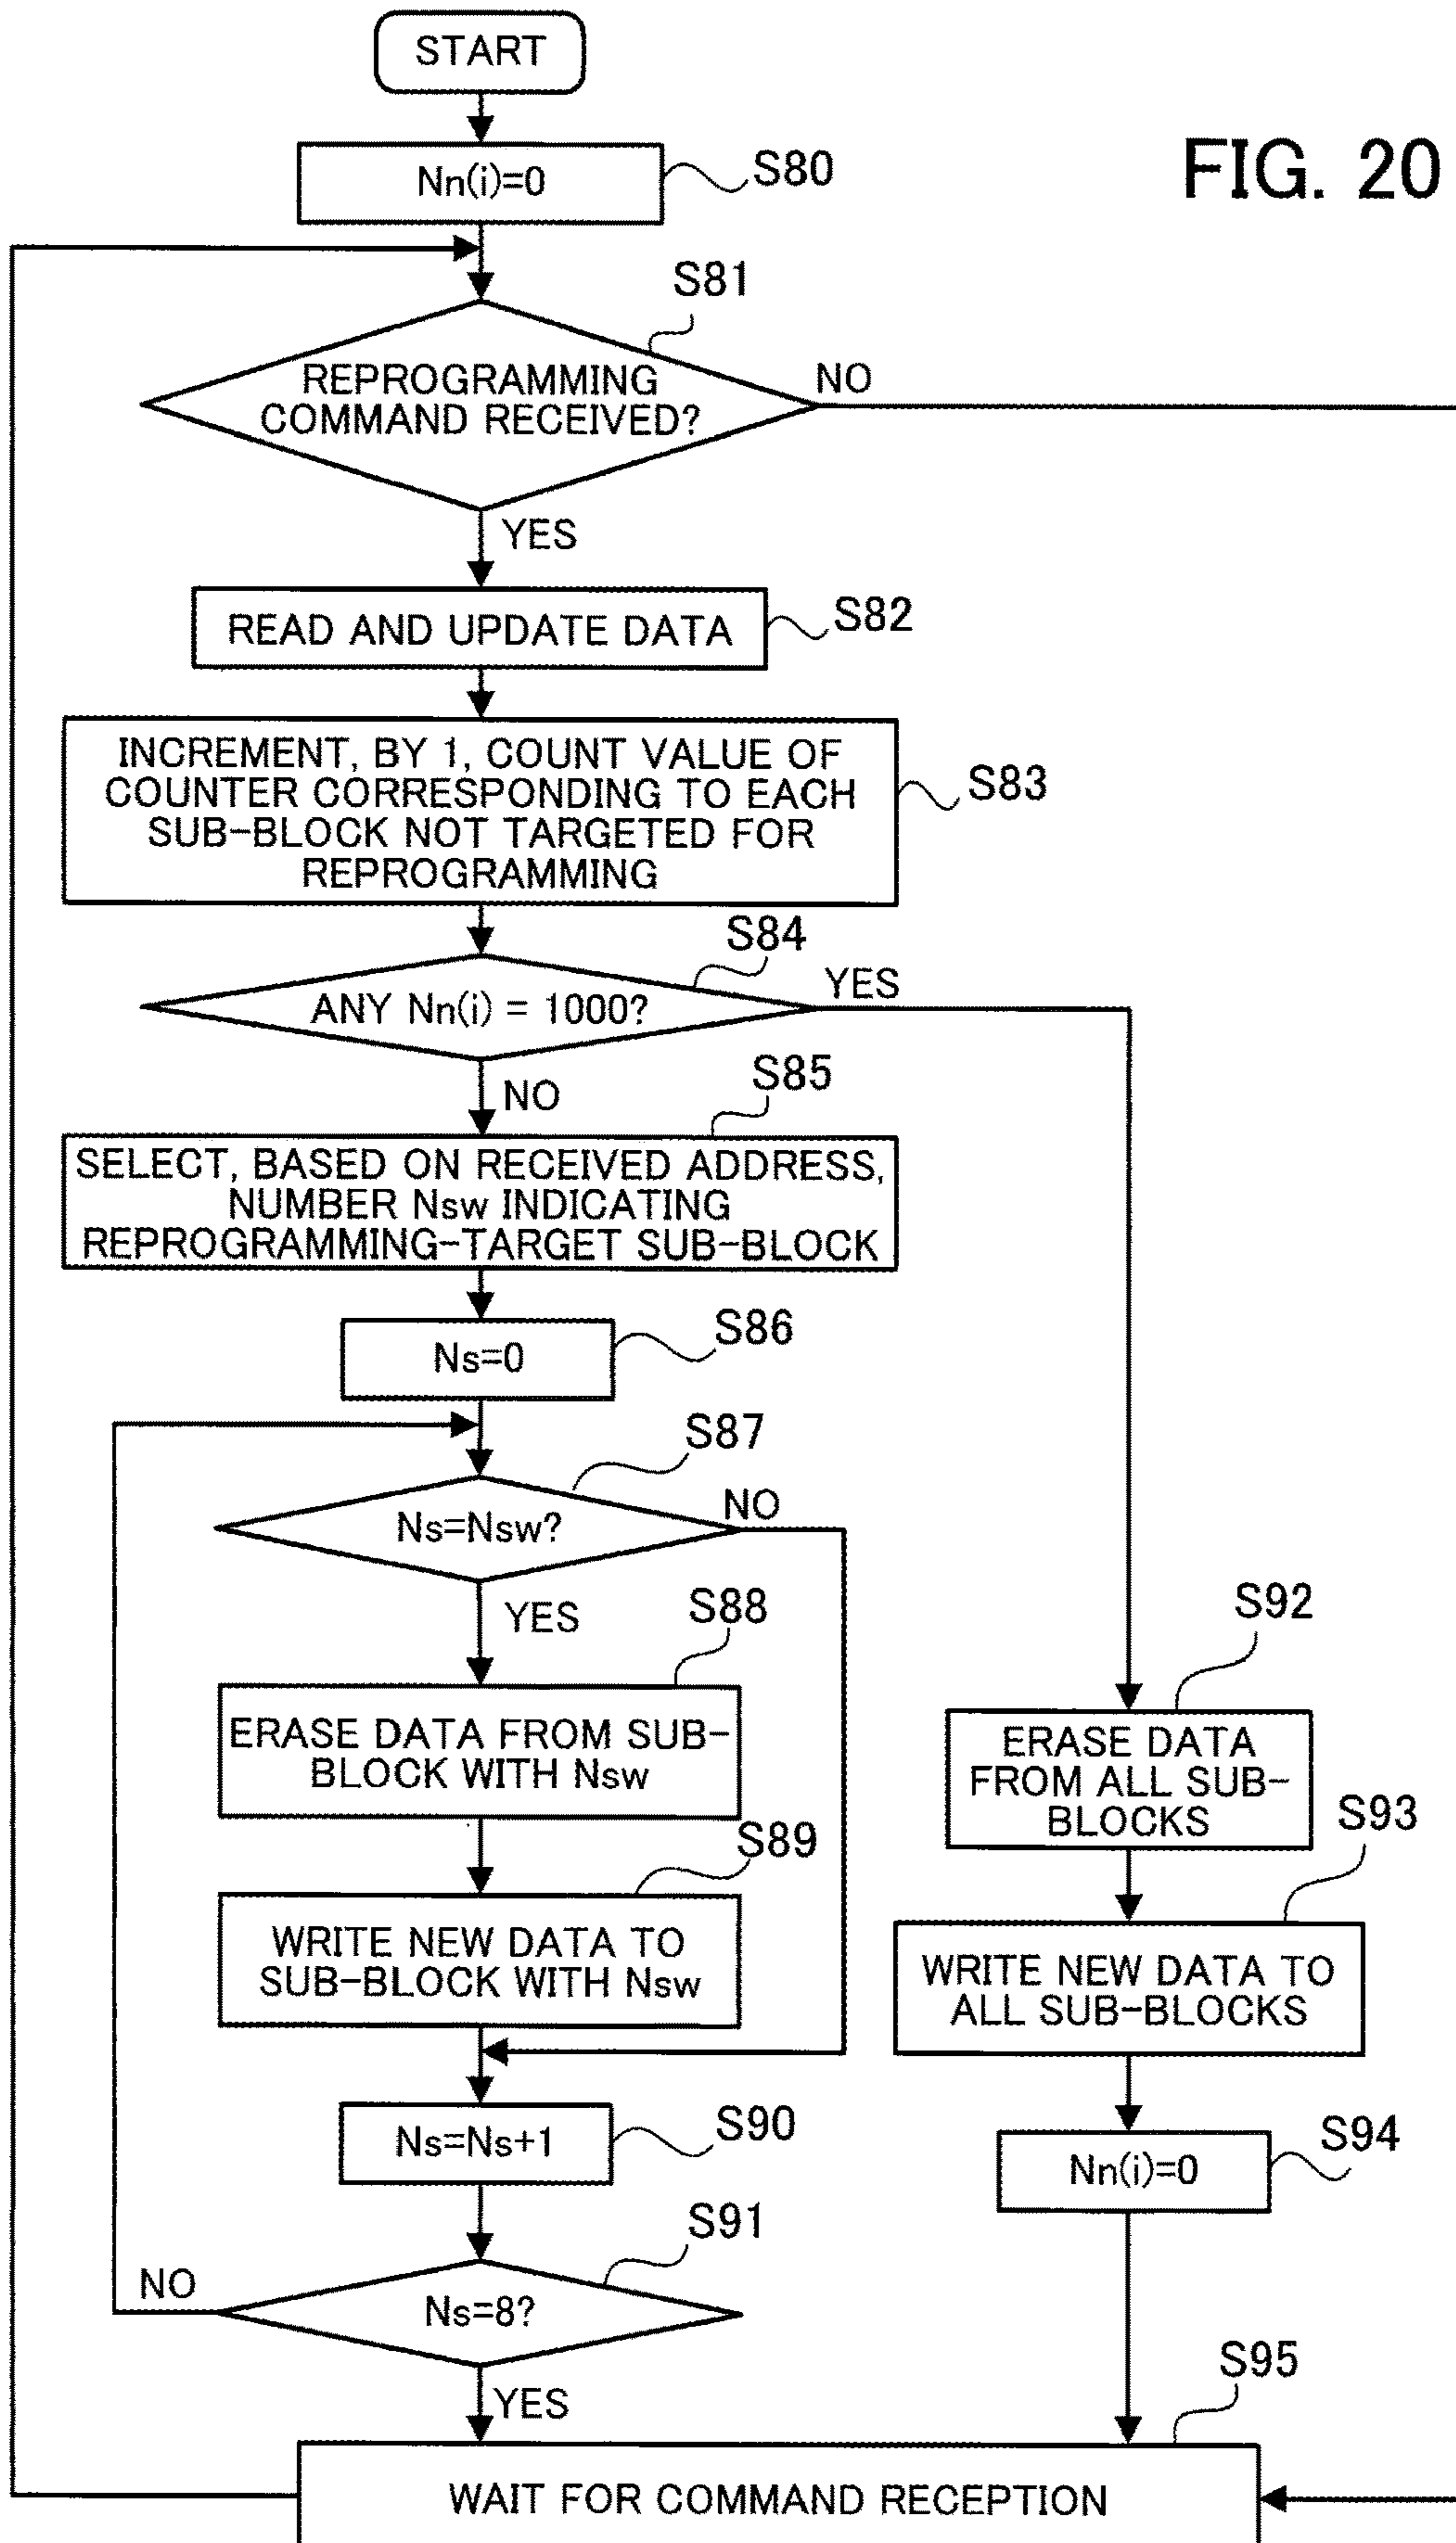 START
FIG. 20
Nn(i)=0
S80
S81
REPROGRAMMING
COMMAND RECEIVED?
NO
YES
READ AND UPDATE DATA
S82
INCREMENT, BY 1, COUNT VALUE OF
COUNTER CORRESPONDING TO EACH
SUB-BLOCK NOT TARGETED FOR
REPROGRAMMING
S83
S84
ANY Nn(i) = 1000?
YES
NO
S85
SELECT, BASED ON RECEIVED ADDRESS,
NUMBER Nsw INDICATING
REPROGRAMMING-TARGET SUB-BLOCK
Ns=0
S86
S87
Ns=Nsw?
NO
YES
S88
ERASE DATA FROM SUB-
BLOCK WITH Nsw
S89
WRITE NEW DATA TO
SUB-BLOCK WITH Nsw
Ns=Ns+1
S90
S91
Ns=8?
NO
YES
S92
ERASE DATA
FROM ALL SUB-
BLOCKS
S93
WRITE NEW DATA TO
ALL SUB-BLOCKS
Nn(i)=0
S94
S95
WAIT FOR COMMAND RECEPTION